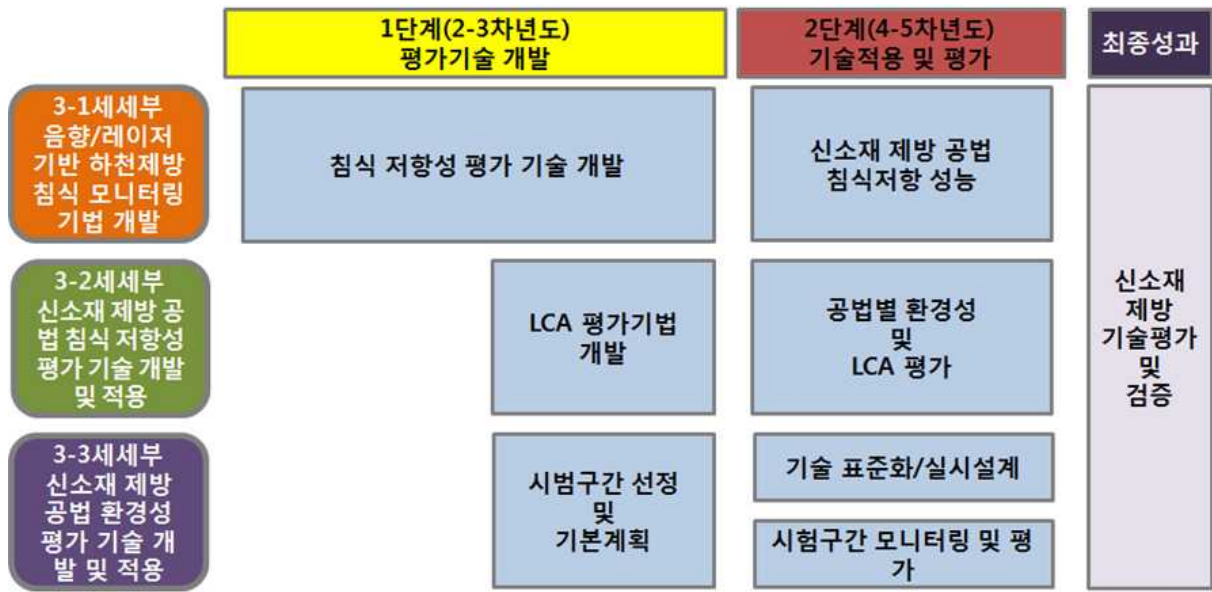 1단계(2-3차년도)
평가기술 개발
2단계(4-5차년도)
기술적용 및 평가
최종성과
3-1세세부
음향/레이저
기반 하천제방
침식 모니터링
기법 개발
침식 저항성 평가 기술 개발
신소재 제방 공법
침식저항 성능
3-2세세부
신소재 제방 공
법 침식 저항성
평가 기술 개발
및 적용
LCA 평가기법
개발
공법별 환경성
및
LCA 평가
3-3세세부
신소재 제방
공법 환경성
평가 기술 개
발 및 적용
시범구간 선정
및
기본계획
기술 표준화/실시설계
시험구간 모니터링 및 평
가
신소재
제방
기술평가
및
검증